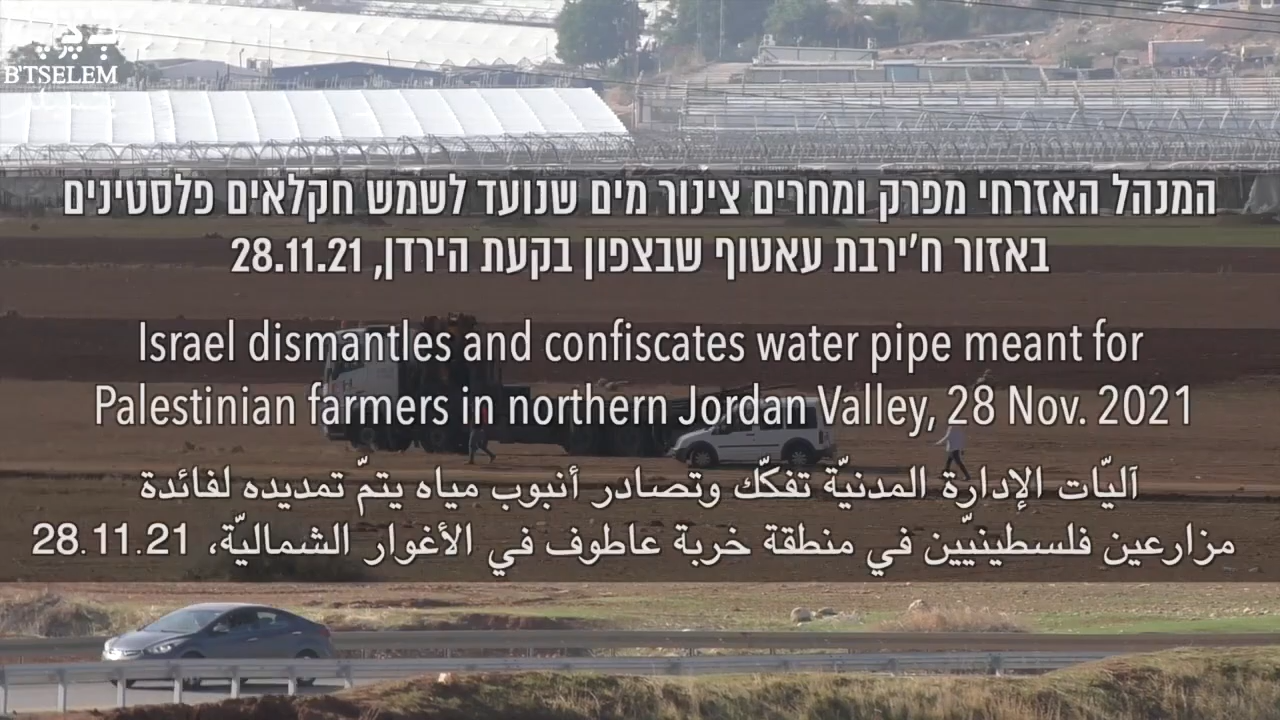 בצלם
B'TSELEM
بتسيلم
המנהל האזרחי מפרק ומחרים צינור מים שנועד לשמש חקלאים פלסטינים
באזור ח'ירבת עאטוף שבצפון בקעת הירדן, 28.11.21
Israel dismantles and confiscates water pipe meant for
Palestinian farmers in northern Jordan Valley, 28 Nov. 2021
آليّات الإدارة المدنيّة تفكّك وتصادر أنبوب مياه يتمّ تمديده لفائدة
مزارعين فلسطينيّين في منطقة خربة عاطوف في الأغوار الشماليّة، 28.11.21